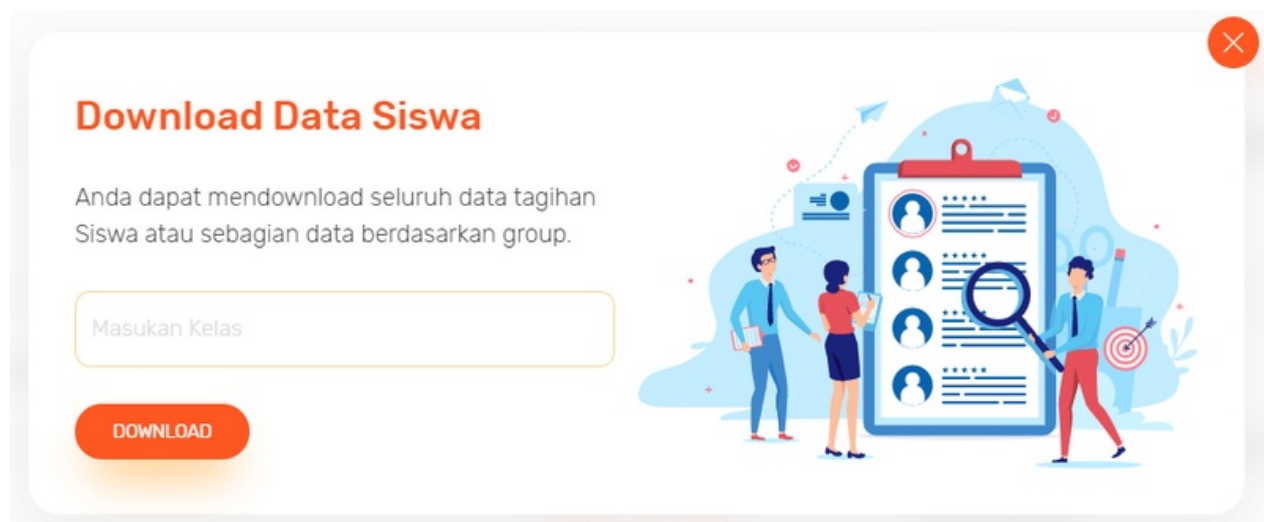 Download Data Siswa
Anda dapat mendownload seluruh data tagihan
Siswa atau sebagian data berdasarkan group.
Masukan Kelas
DOWNLOAD